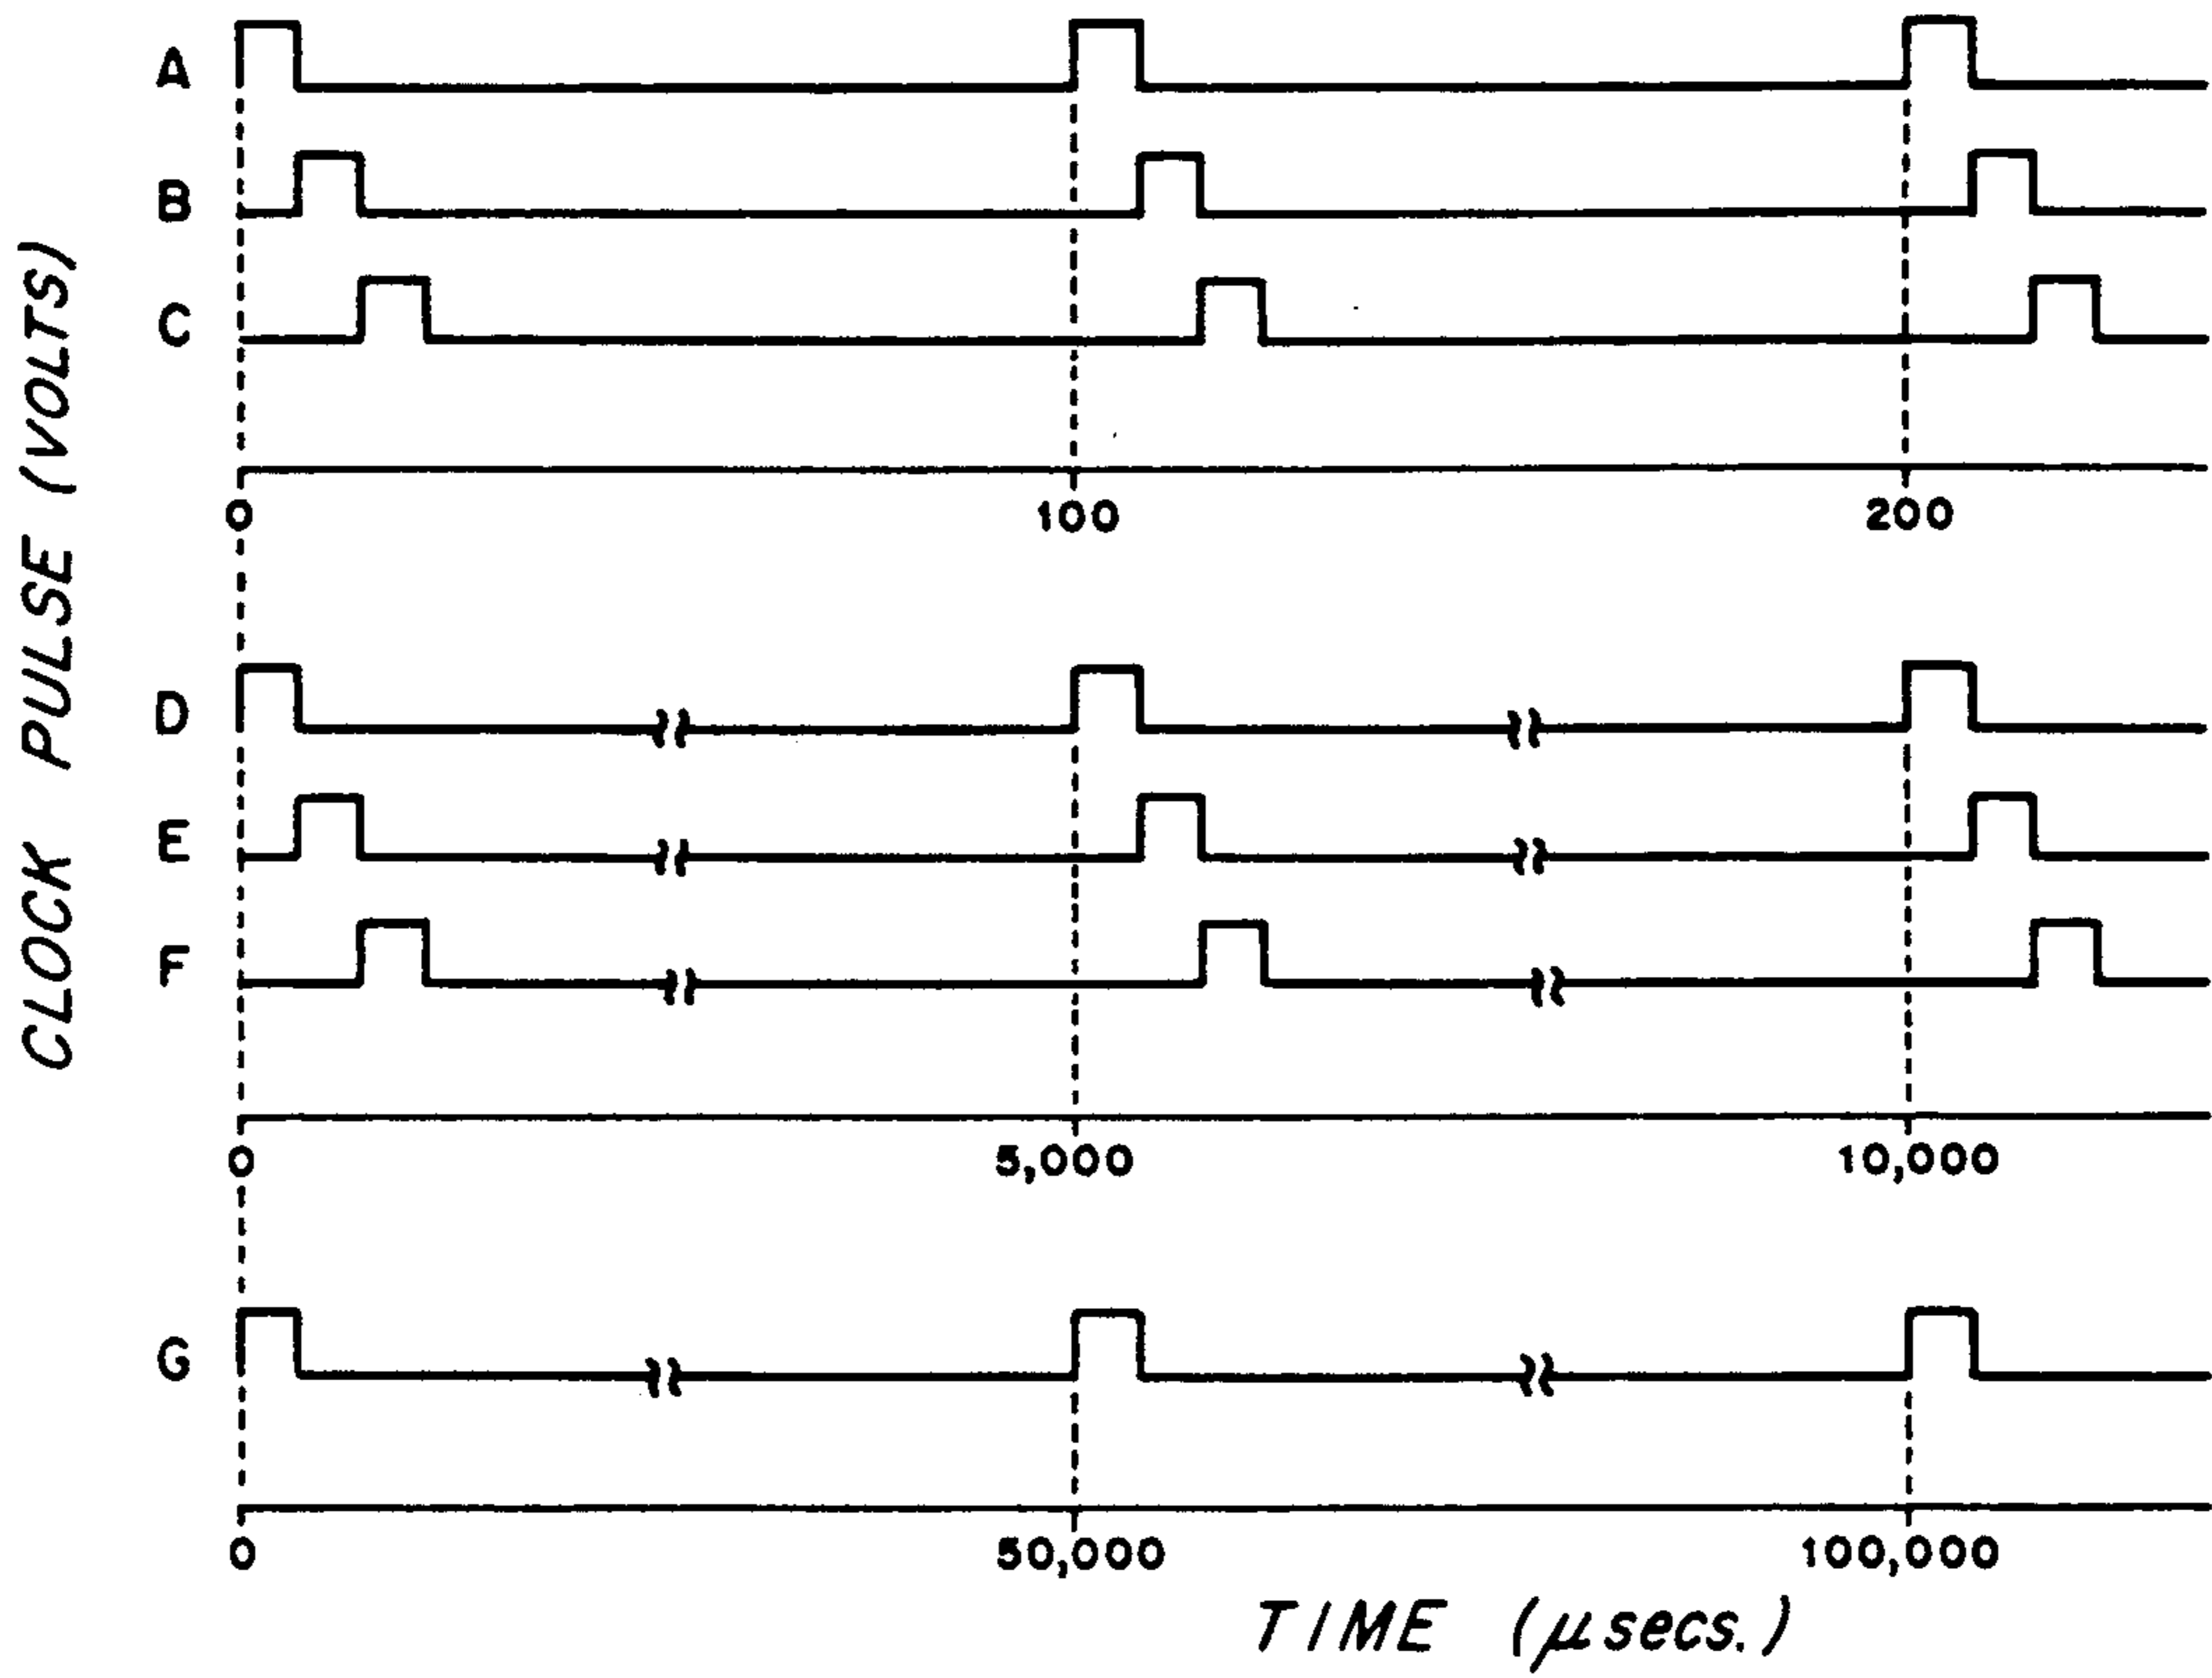 CLOCK PULSE (VOLTS)
A
B
C
0 100 200
D
E
F
0 5,000 10,000
G
0 50,000 100,000
TIME (μsecs.)